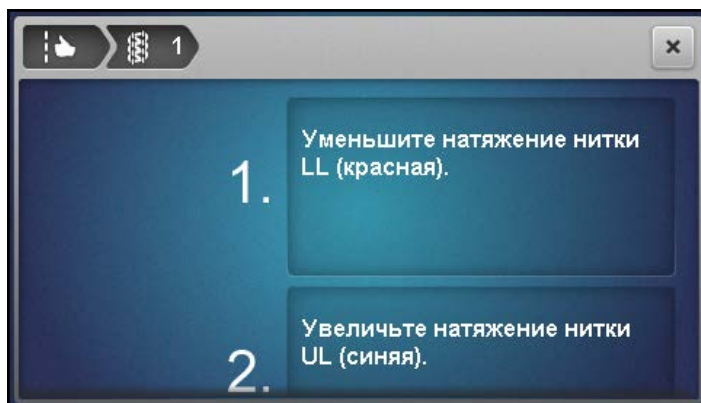 1
1.
Уменьшите натяжение нитки
LL (красная).
2.
Увеличьте натяжение нитки
UL (синяя).